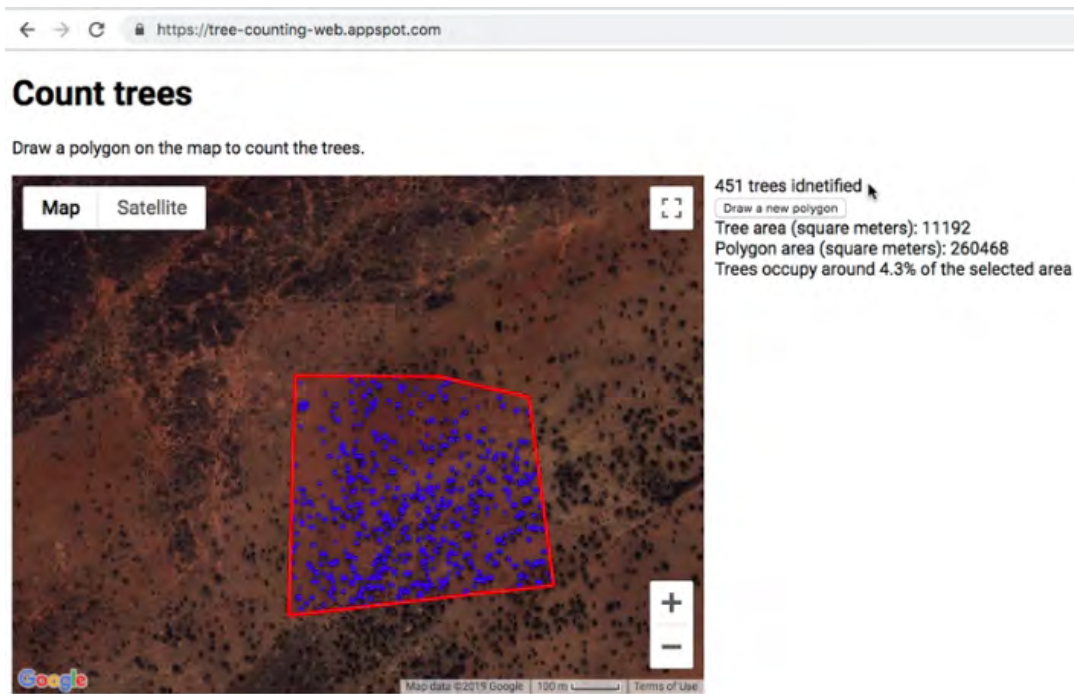 https://tree-counting-web.appspot.com
Count trees
Draw a polygon on the map to count the trees.
Map Satellite
451 trees idnetified
Draw a new polygon
Tree area (square meters): 11192
Polygon area (square meters): 260468
Trees occupy around 4.3% of the selected area
Google
Map data ©2019 Google 100 m Terms of Use